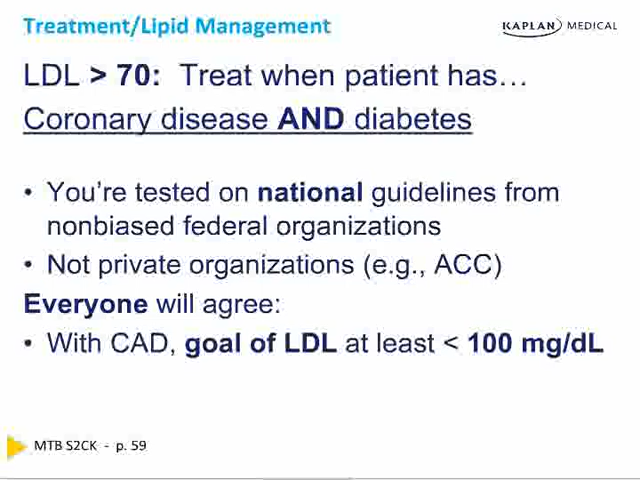 Treatment/Lipid Management
KAPLAN MEDICAL
LDL > 70: Treat when patient has...
Coronary disease AND diabetes
• You're tested on national guidelines from
nonbiased federal organizations
• Not private organizations (e.g., ACC)
Everyone will agree:
• With CAD, goal of LDL at least < 100 mg/dL
MTB S2CK - p. 59